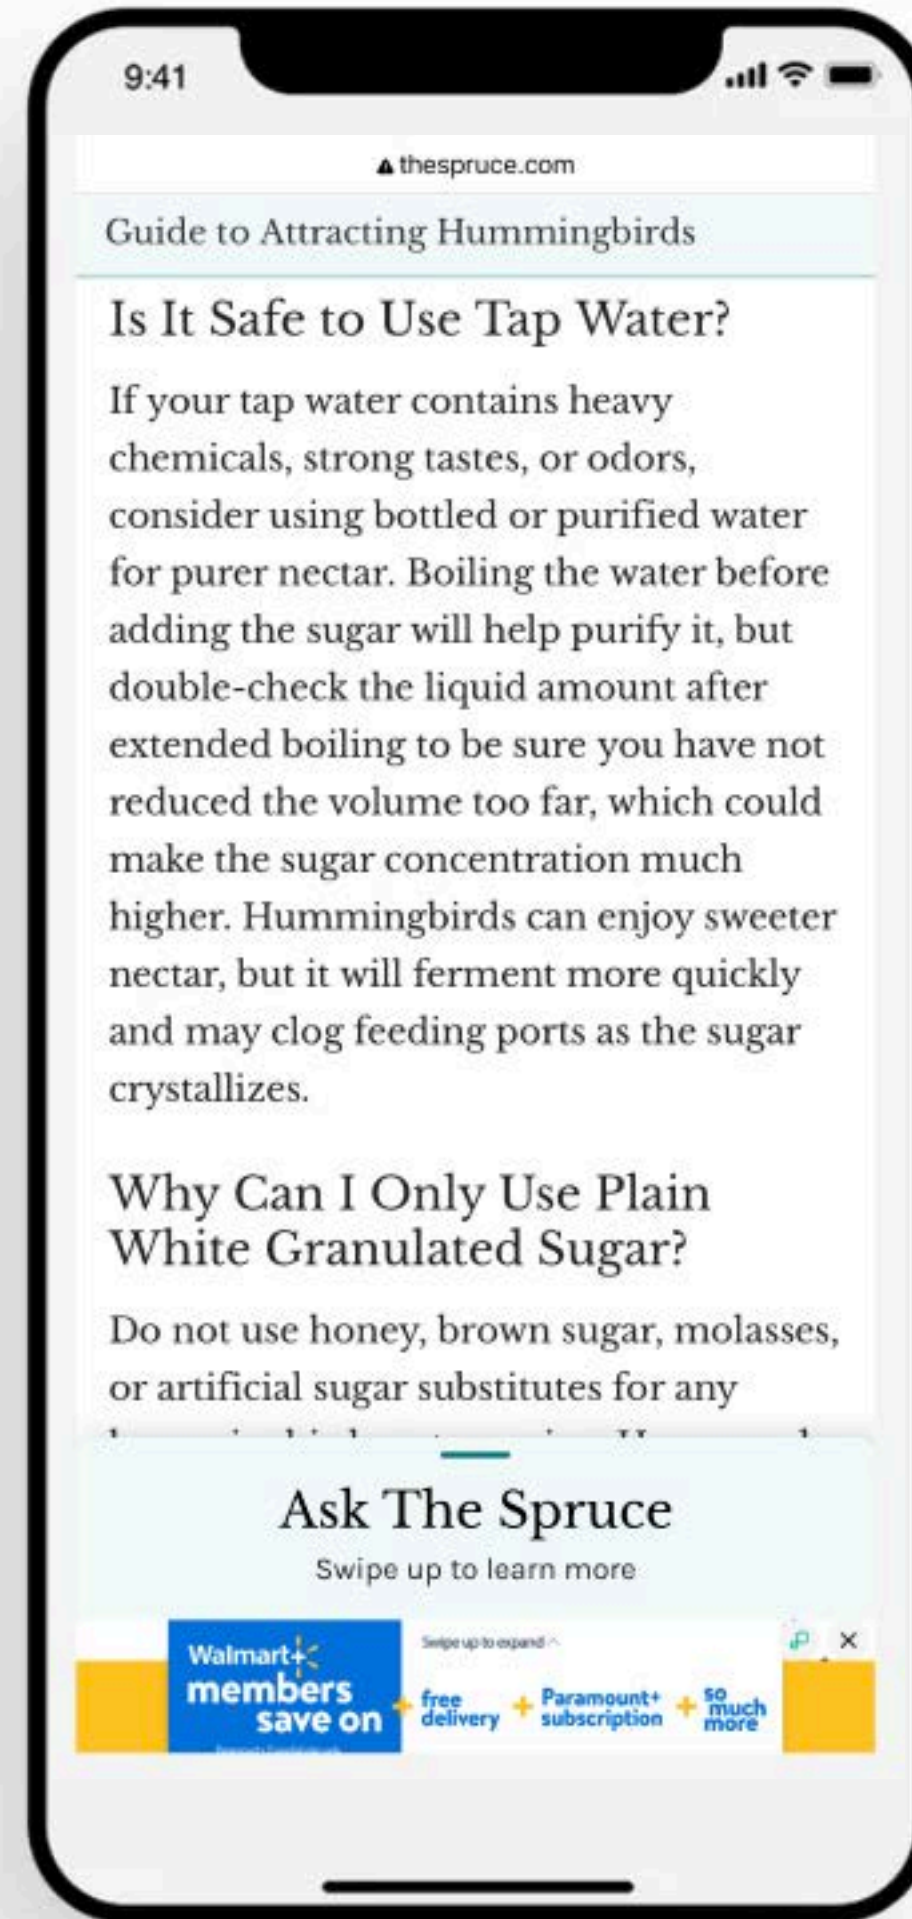 9:41
thespruce.com
Guide to Attracting Hummingbirds
Is It Safe to Use Tap Water?
If your tap water contains heavy
chemicals, strong tastes, or odors,
consider using bottled or purified water
for purer nectar. Boiling the water before
adding the sugar will help purify it, but
double-check the liquid amount after
extended boiling to be sure you have not
reduced the volume too far, which could
make the sugar concentration much
higher. Hummingbirds can enjoy sweeter
nectar, but it will ferment more quickly
and may clog feeding ports as the sugar
crystallizes.
Why Can I Only Use Plain
White Granulated Sugar?
Do not use honey, brown sugar, molasses,
or artificial sugar substitutes for any
Ask The Spruce
Swipe up to learn more
Walmart+
members
save on
Swipe up to expand
+ free
delivery
+ Paramount+
subscription
+ so
much
more